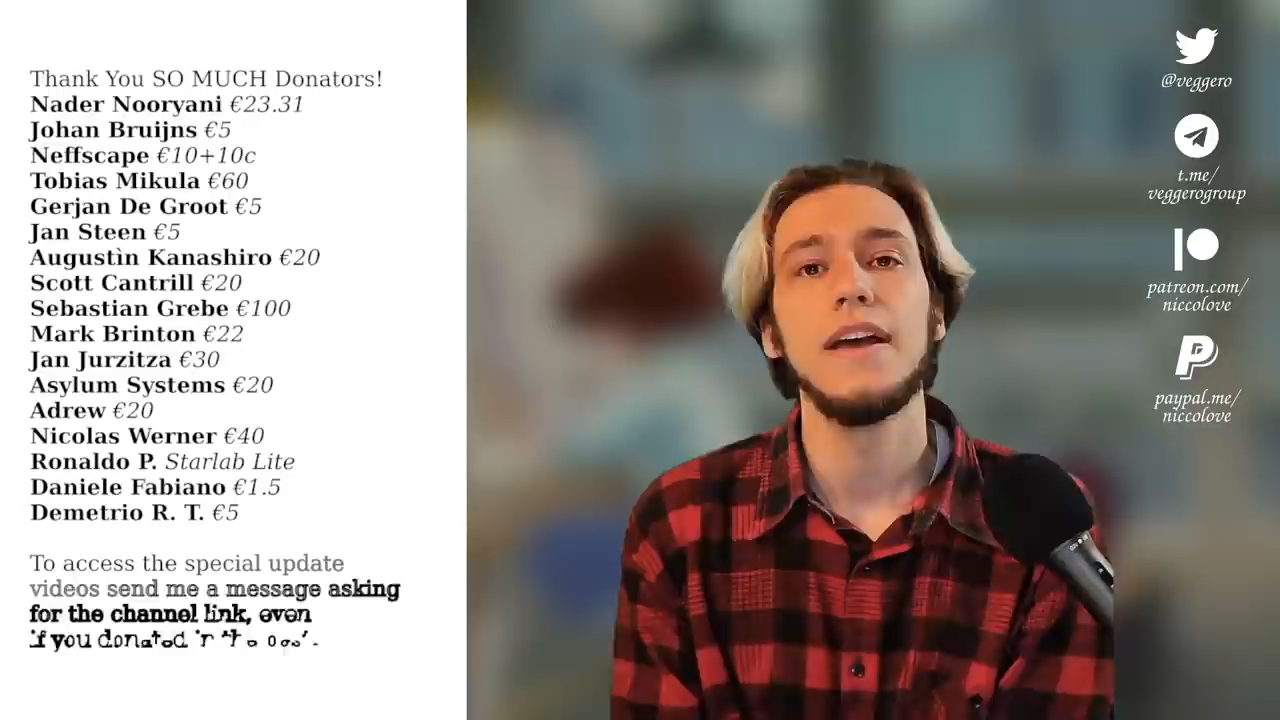 Thank You SO MUCH Donators!
Nader Nooryani €23.31
Johan Bruijns €5
Neffscape €10+10c
Tobias Mikula €60
Gerjan De Groot €5
Jan Steen €5
Augustìn Kanashiro €20
Scott Cantrill €20
Sebastian Grebe €100
Mark Brinton €22
Jan Jurzitza €30
Asylum Systems €20
Adrew €20
Nicolas Werner €40
Ronaldo P. Starlab Lite
Daniele Fabiano €1.5
Demetrio R. T. €5
To access the special update
videos send me a message asking
for the channel link, even
if you donated
@veggero
t.me/
veggerogroup
patreon.com/
niccolove
paypal.me/
niccolove